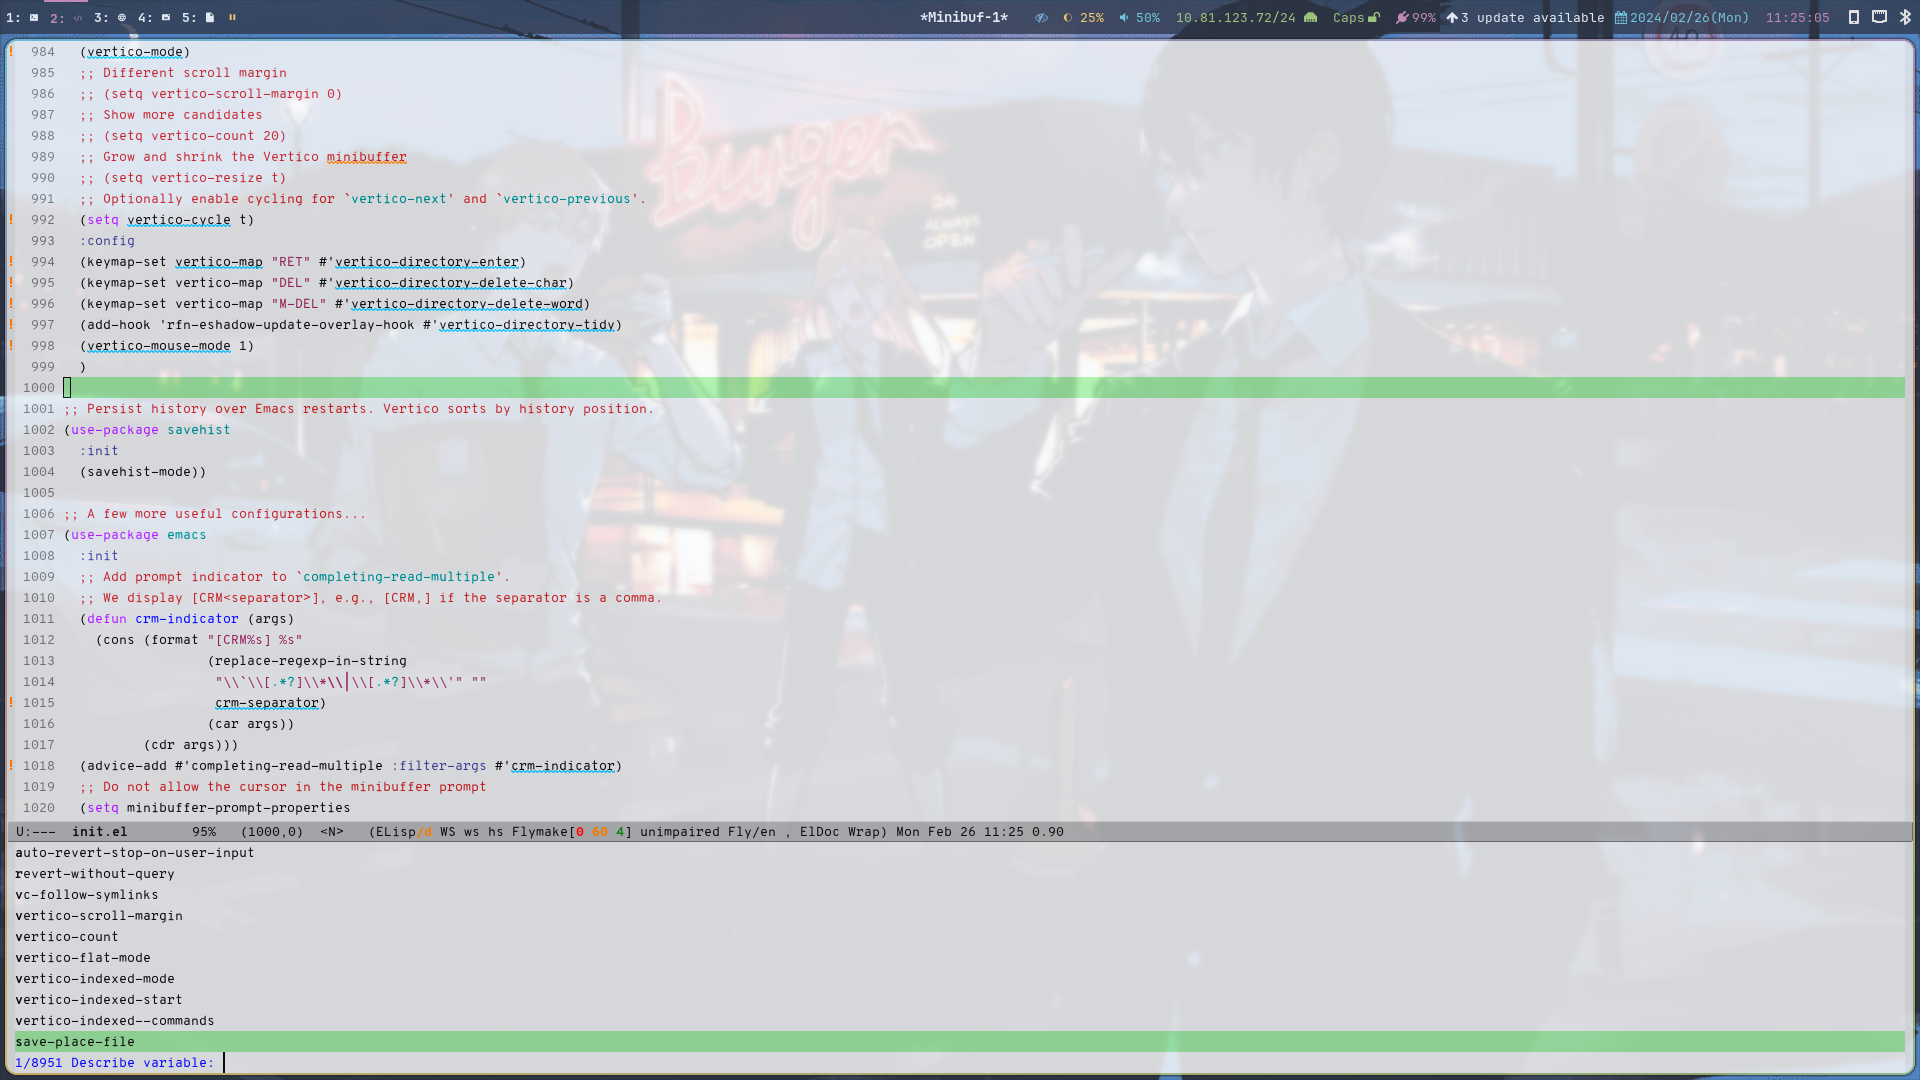 1: 2: 3: 4: 5: *Minibuf-1* 25% 50% 10.81.123.72/24 Caps 99% 3 update available 2024/02/26(Mon) 11:25:05
! 984 (vertico-mode)
985 ;; Different scroll margin
986 ;; (setq vertico-scroll-margin 0)
987 ;; Show more candidates
988 ;; (setq vertico-count 20)
989 ;; Grow and shrink the Vertico minibuffer
990 ;; (setq vertico-resize t)
991 ;; Optionally enable cycling for `vertico-next' and `vertico-previous'.
! 992 (setq vertico-cycle t)
993 :config
! 994 (keymap-set vertico-map "RET" #'vertico-directory-enter)
! 995 (keymap-set vertico-map "DEL" #'vertico-directory-delete-char)
! 996 (keymap-set vertico-map "M-DEL" #'vertico-directory-delete-word)
! 997 (add-hook 'rfn-eshadow-update-overlay-hook #'vertico-directory-tidy)
! 998 (vertico-mouse-mode 1)
999 )
1000
1001 ;; Persist history over Emacs restarts. Vertico sorts by history position.
1002 (use-package savehist
1003 :init
1004 (savehist-mode))
1005
1006 ;; A few more useful configurations...
1007 (use-package emacs
1008 :init
1009 ;; Add prompt indicator to `completing-read-multiple'.
1010 ;; We display [CRM<separator>], e.g., [CRM,] if the separator is a comma.
1011 (defun crm-indicator (args)
1012 (cons (format "[CRM%s] %s"
1013 (replace-regexp-in-string
1014 "\\`\\[.*?]\\*\\|\\[.*?]\\*\\'" ""
! 1015 crm-separator)
1016 (car args))
1017 (cdr args)))
! 1018 (advice-add #'completing-read-multiple :filter-args #'crm-indicator)
1019 ;; Do not allow the cursor in the minibuffer prompt
1020 (setq minibuffer-prompt-properties
Burger
24
ALWAYS
OPEN
40
U:--- init.el 95% (1000,0) <N> (ELisp/d WS ws hs Flymake[0 60 4] unimpaired Fly/en , ElDoc Wrap) Mon Feb 26 11:25 0.90
auto-revert-stop-on-user-input
revert-without-query
vc-follow-symlinks
vertico-scroll-margin
vertico-count
vertico-flat-mode
vertico-indexed-mode
vertico-indexed-start
vertico-indexed--commands
save-place-file
1/8951 Describe variable: